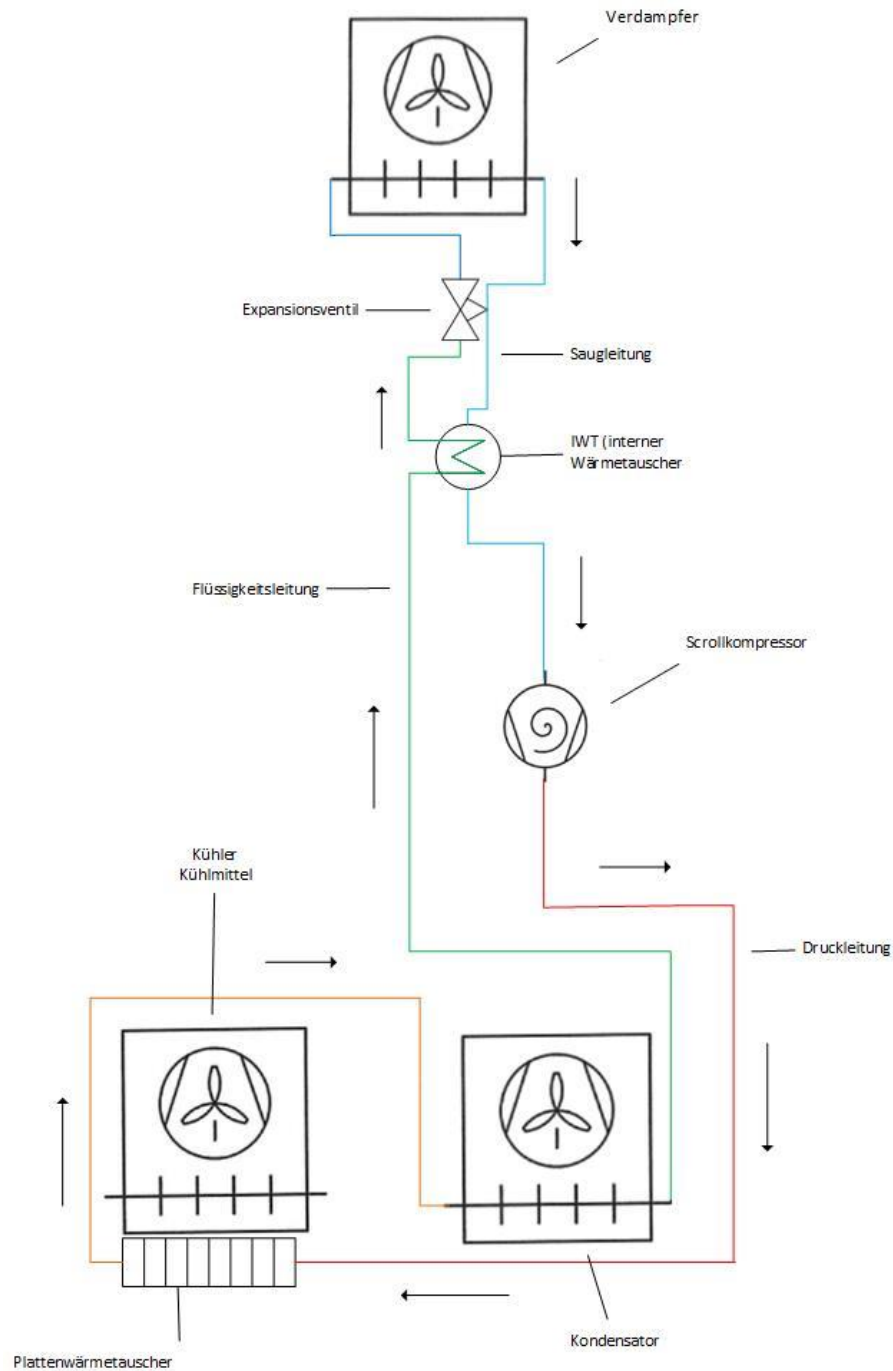 Verdampfer
Expansionsventil
Saugleitung
IWT (interner
Wärmetauscher
Flüssigkeitsleitung
Scrollkompressor
Kühler
Kühlmittel
Druckleitung
Kondensator
Plattenwärmetauscher